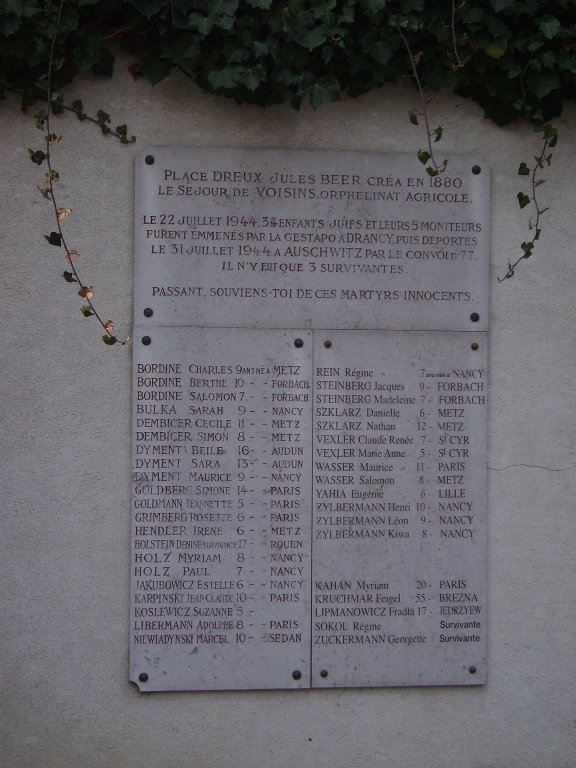 PLACE DREUX JULES BEER CRÉA EN 1880
LE SEJOUR DE VOISINS. ORPHELINAT AGRICOLE.
LE 22 JUILLET 1944, 34 ENFANTS JUIFS ET LEURS 5 MONITEURS
FURENT EMMENÉS PAR LA GESTAPO A DRANCY, PUIS DEPORTES
LE 31 JUILLET 1944 A AUSCHWITZ PAR LE CONVOI n° 77.
IL N'Y EUT QUE 3 SURVIVANTES.
PASSANT, SOUVIENS-TOI DE CES MARTYRS INNOCENTS.
BORDINE CHARLES 9 ANS NÉ À METZ
BORDINE BERTHE 10 - - FORBACH
BORDINE SALOMON 7. - - FORBACH
BULKA SARAH 9 - - NANCY
DEMBICER CECILE 11 - - METZ
DEMBICER SIMON 8 - - METZ
DYMENT BEILE 16 - - AUDUN
DYMENT SARA 13 - - AUDUN
DYMENT MAURICE 9 - - NANCY
GOLDBERG SIMONE 14 - - PARIS
GOLDMANN JEANNETTE 5 - - PARIS
GRIMBERG ROSETTE 6 - - PARIS
HENDLER IRENE 6 - - METZ
HOLSTEIN DENISE SURVIVANTE 17 - - ROUEN
HOLZ MYRIAM 8 - - NANCY
HOLZ PAUL 7 - - NANCY
JAKUBOWICZ ESTELLE 6 - - NANCY
KARPINSKI JEAN-CLAUDE 10 - - PARIS
KOSLEWICZ SUZANNE 5 -
LIBERMANN ADOLPHE 8 - - PARIS
NIEWIADYNSKI MARCEL 10 - - SEDAN
REIN Régine 7 ans née à NANCY
STEINBERG Jacques 9 - FORBACH
STEINBERG Madeleine 7 - FORBACH
SZKLARZ Danielle 6 - METZ
SZKLARZ Nathan 12 - METZ
VEXLER Claude Renée 7 - St CYR
VEXLER Marie Anne 5 - St CYR
WASSER Maurice 11 - PARIS
WASSER Salomon 8 - METZ
YAHIA Eugénie 6 - LILLE
ZYLBERMANN Henri 10 - NANCY
ZYLBERMANN Léon 9 - NANCY
ZYLBERMANN Kiwa 8 - NANCY
KAHAN Myriam 20 - PARIS
KRUCHMAR Feigel 55 - BREZNA
LIPMANOWICZ Fradla 17 - JEDRZYEW
SOKOL Régine Survivante
ZUCKERMANN Georgette Survivante